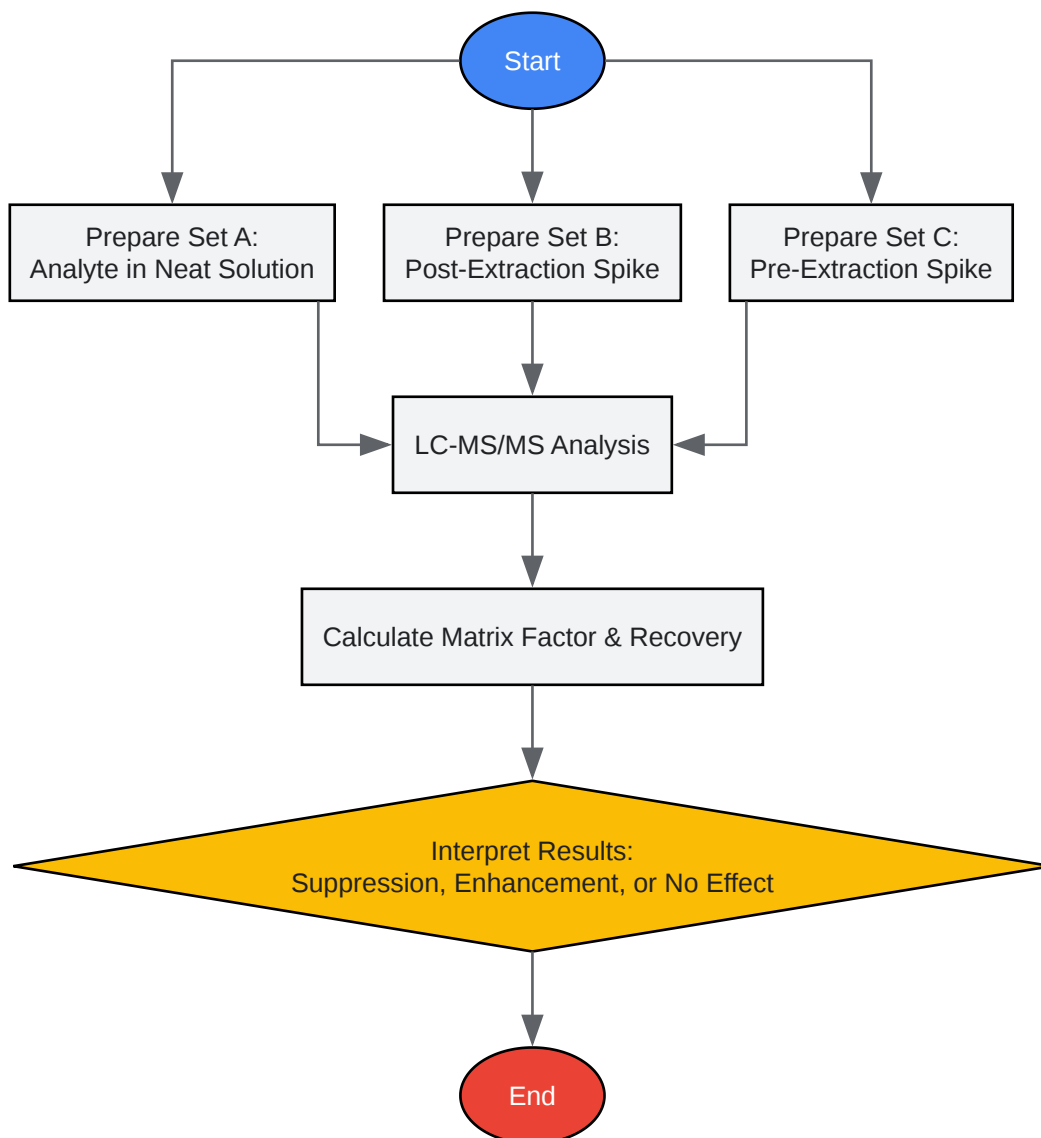 Start
Prepare Set A:
Analyte in Neat Solution
Prepare Set B:
Post-Extraction Spike
Prepare Set C:
Pre-Extraction Spike
LC-MS/MS Analysis
Calculate Matrix Factor & Recovery
Interpret Results:
Suppression, Enhancement, or No Effect
End